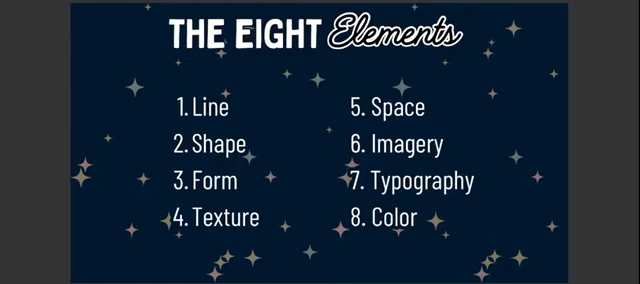 THE EIGHT Elements
1. Line
2. Shape
3. Form
4. Texture
5. Space
6. Imagery
7. Typography
8. Color